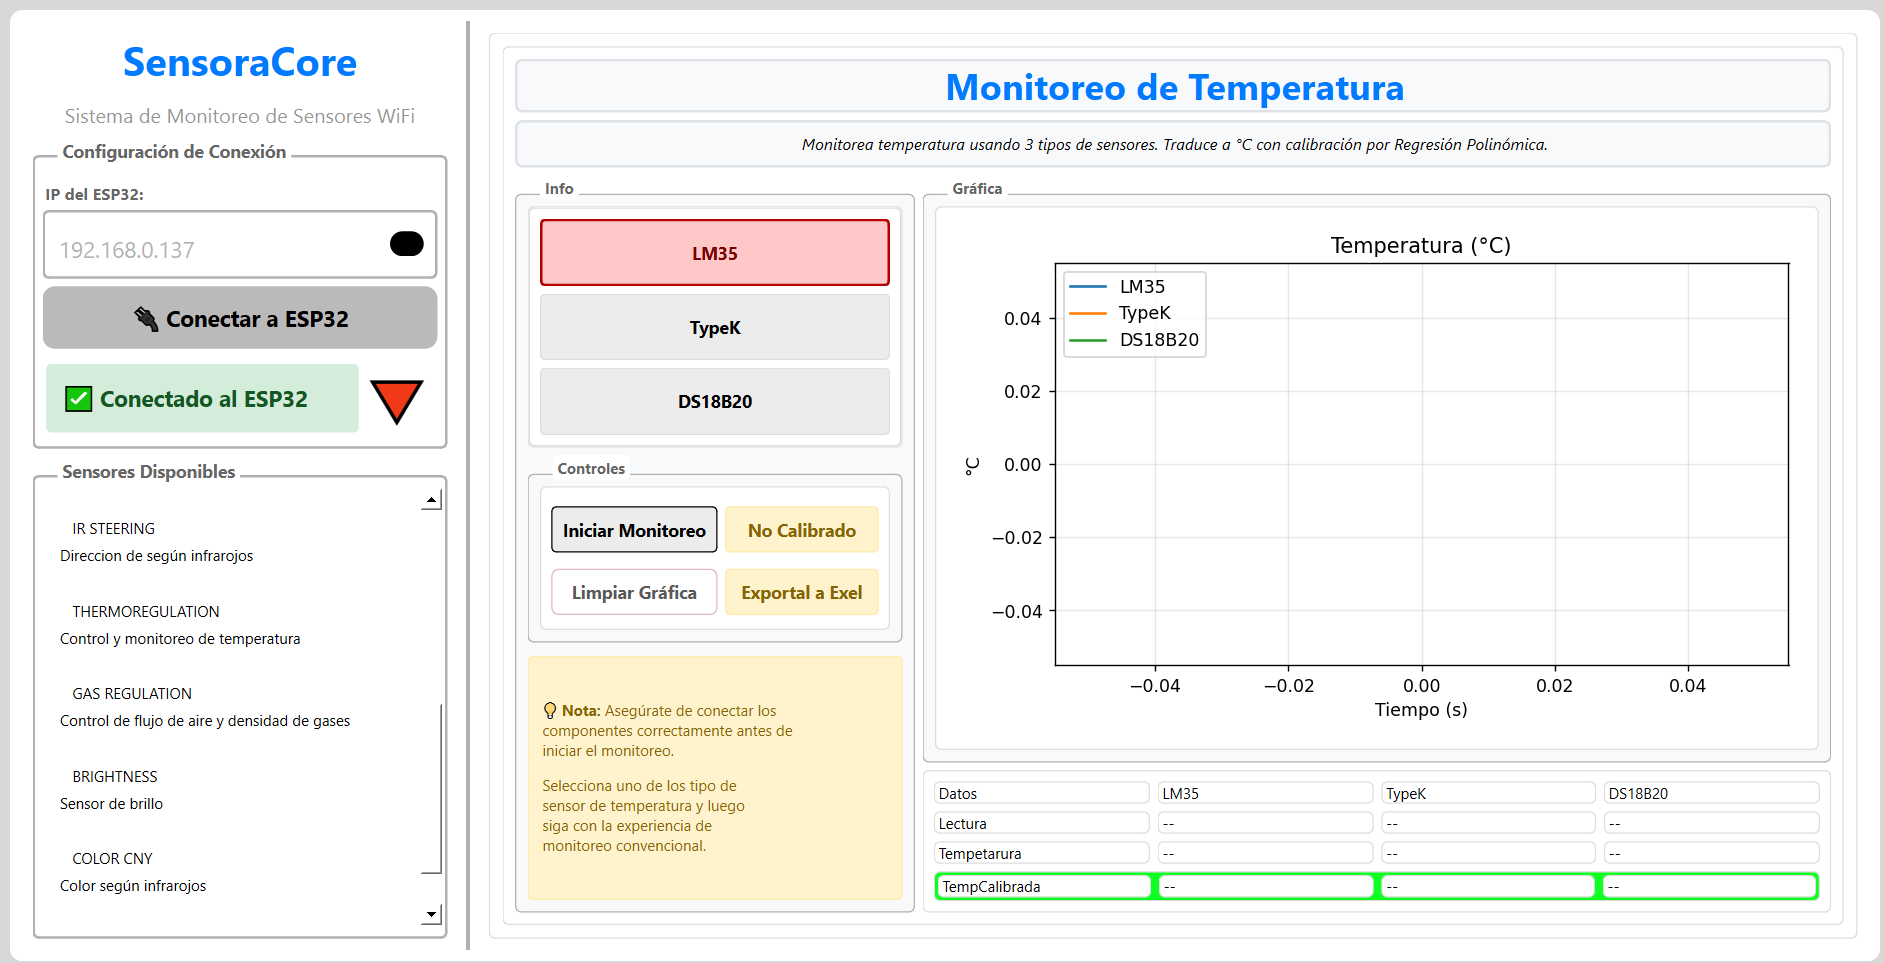 SensoraCore
Sistema de Monitoreo de Sensores WiFi
Configuración de Conexión
IP del ESP32:
192.168.0.137
Conectar a ESP32
Conectado al ESP32
Sensores Disponibles
IR STEERING
Direccion de según infrarojos
THERMOREGULATION
Control y monitoreo de temperatura
GAS REGULATION
Control de flujo de aire y densidad de gases
BRIGHTNESS
Sensor de brillo
COLOR CNY
Color según infrarojos
Monitoreo de Temperatura
Monitorea temperatura usando 3 tipos de sensores. Traduce a °C con calibración por Regresión Polinómica.
Info
LM35
TypeK
DS18B20
Controles
Iniciar Monitoreo
No Calibrado
Limpiar Gráfica
Exportal a Exel
Nota: Asegúrate de conectar los
componentes correctamente antes de
iniciar el monitoreo.
Selecciona uno de los tipo de
sensor de temperatura y luego
siga con la experiencia de
monitoreo convencional.
Gráfica
Temperatura (°C)
LM35
TypeK
DS18B20
°C
0.04
0.02
0.00
−0.02
−0.04
−0.04 −0.02 0.00 0.02 0.04
Tiempo (s)
Datos LM35 TypeK DS18B20
Lectura -- -- --
Tempetarura -- -- --
TempCalibrada -- -- --